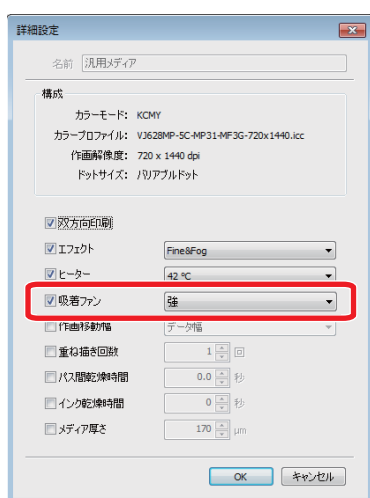 詳細設定
名前 汎用メディア
構成
カラーモード: KCMY
カラープロファイル: VJ628MP-5C-MP31-MF3G-720x1440.icc
作画解像度: 720 x 1440 dpi
ドットサイズ: バリアブルドット
双方向印刷
エフェクト Fine&Fog
ヒーター 42 ℃
吸着ファン 強
作画移動幅 データ幅
重ね描き回数 1 回
パス間乾燥時間 0.0 秒
インク乾燥時間 0 秒
メディア厚さ 170 μm
OK キャンセル